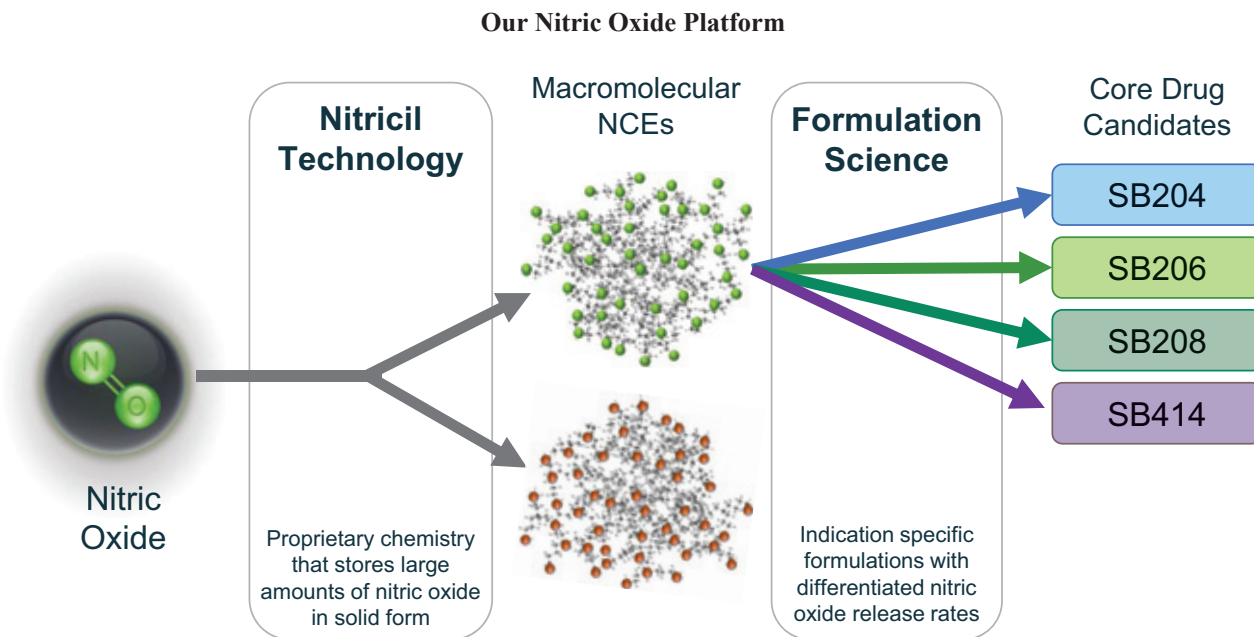 Our Nitric Oxide Platform
Nitricil
Technology
Macromolecular
NCEs
Formulation
Science
Core Drug
Candidates
SB204
SB206
SB208
SB414
N
O
Nitric
Oxide
Proprietary chemistry
that stores large
amounts of nitric oxide
in solid form
Indication specific
formulations with
differentiated nitric
oxide release rates